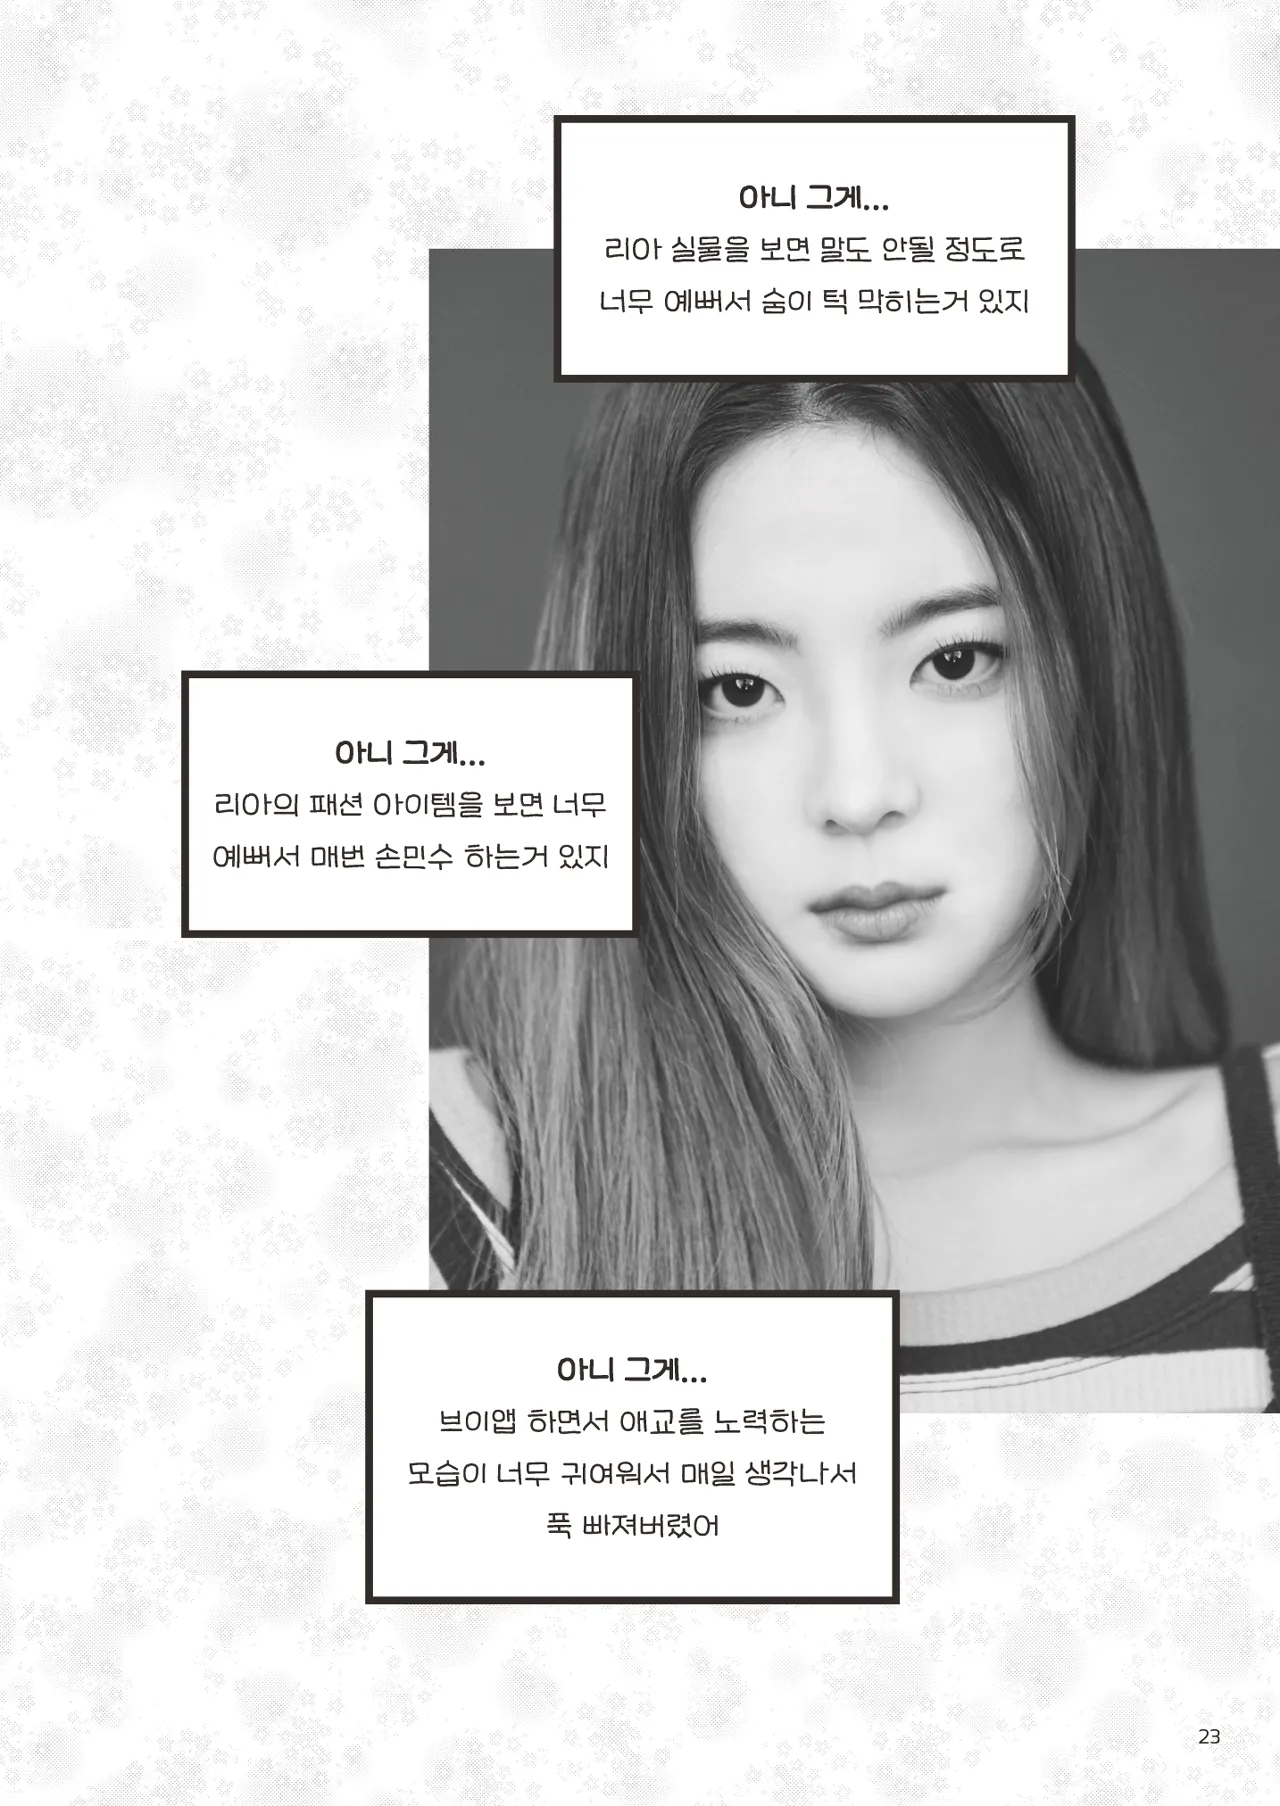 아니 그게...
리아 실물을 보면 말도 안될 정도로
너무 예뻐서 숨이 턱 막히는거 있지
아니 그게...
리아의 패션 아이템을 보면 너무
예뻐서 매번 손민수 하는거 있지
아니 그게...
브이앱 하면서 애교를 노력하는
모습이 너무 귀여워서 매일 생각나서
푹 빠져버렸어
23